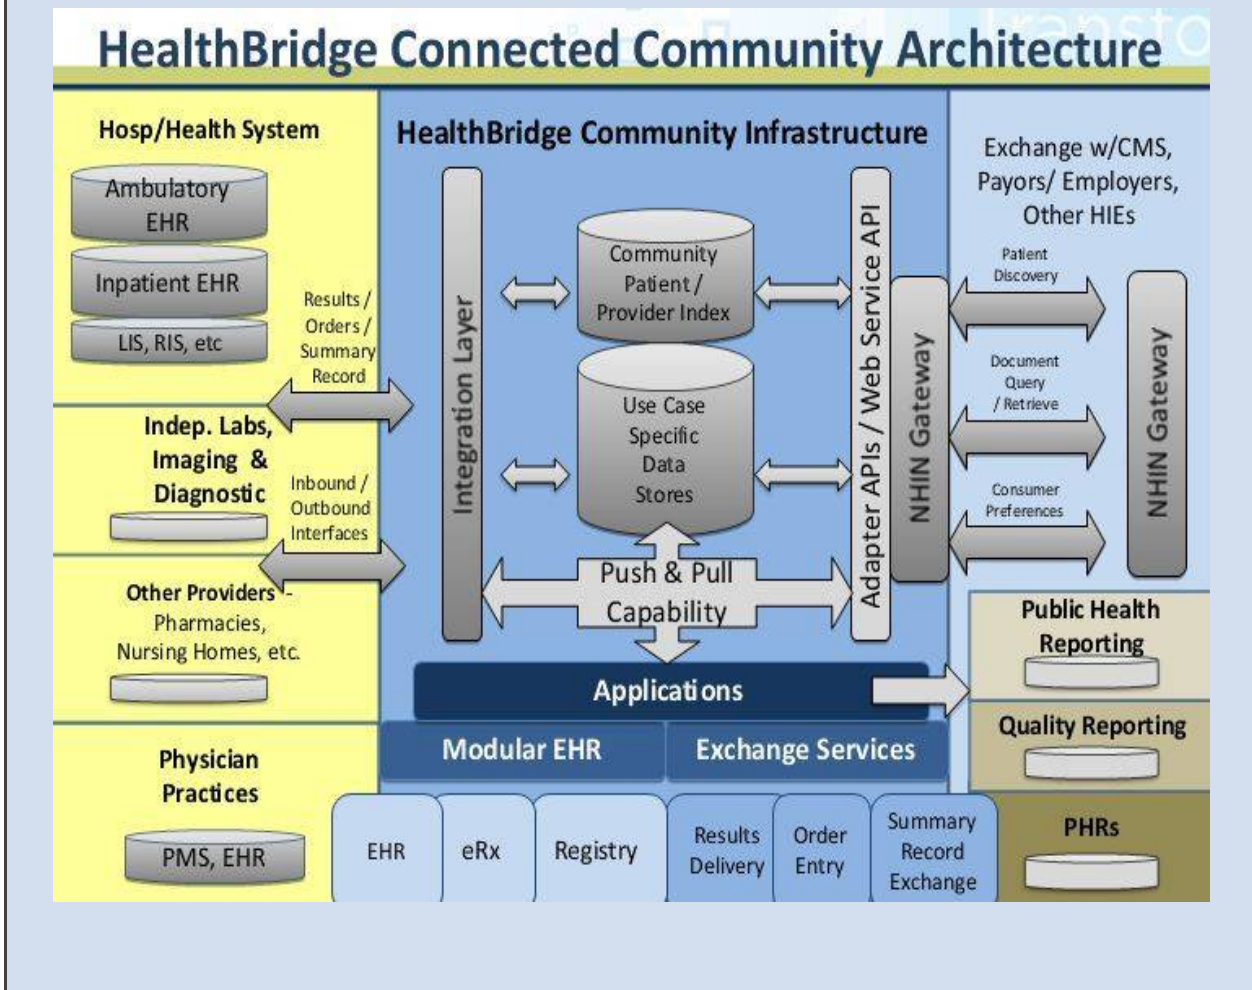 Transfo
HealthBridge Connected Community Architecture
Hosp/Health System
Ambulatory
EHR
Inpatient EHR
LIS, RIS, etc
Results /
Orders /
Summary
Record
Indep. Labs,
Imaging &
Diagnostic
Inbound /
Outbound
Interfaces
Other Providers -
Pharmacies,
Nursing Homes, etc.
Physician
Practices
PMS, EHR
HealthBridge Community Infrastructure
Integration Layer
Community
Patient /
Provider Index
Use Case
Specific
Data
Stores
Push & Pull
Capability
Adapter APIs / Web Service API
NHIN Gateway
Applications
Modular EHR
Exchange Services
EHR
eRx
Registry
Results
Delivery
Order
Entry
Summary
Record
Exchange
Exchange w/CMS,
Payors/ Employers,
Other HIEs
Patient
Discovery
Document
Query
/ Retrieve
Consumer
Preferences
NHIN Gateway
Public Health
Reporting
Quality Reporting
PHRs